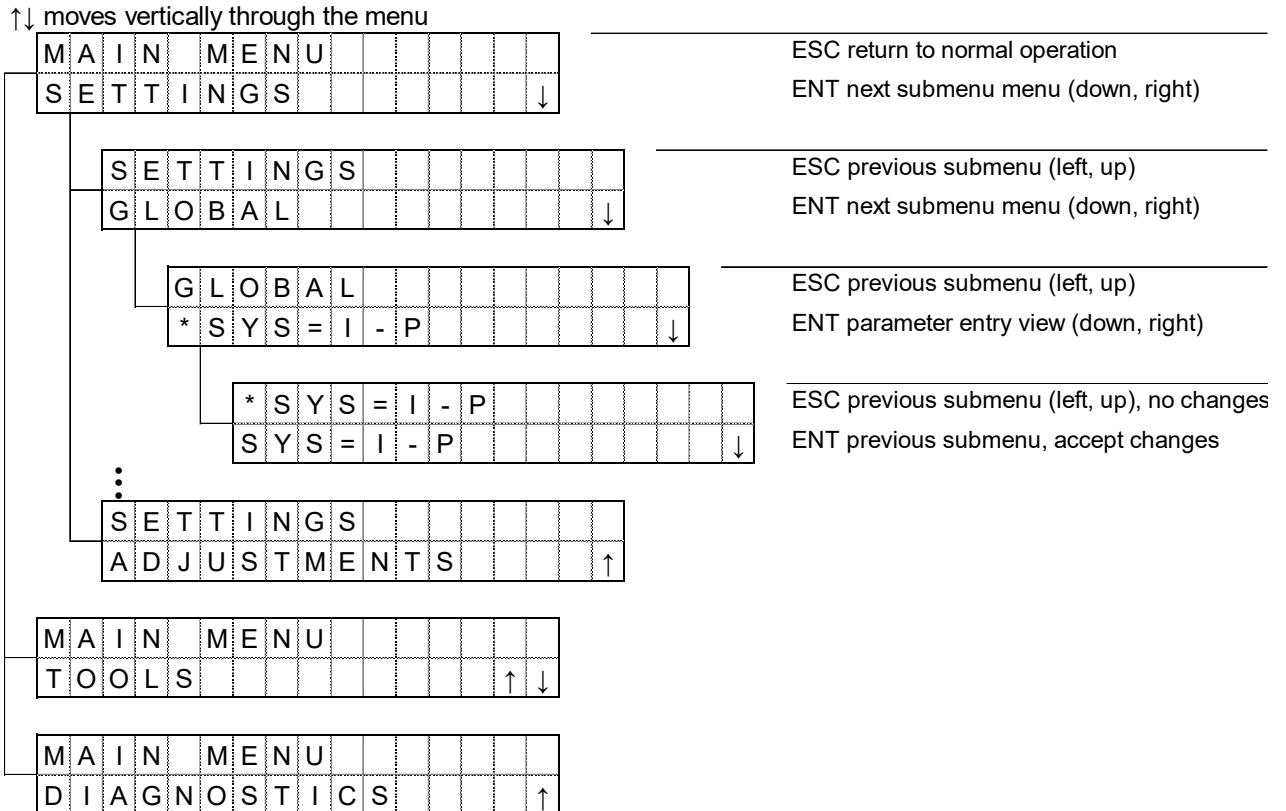 ↑↓ moves vertically through the menu
MAIN MENU
ESC return to normal operation
SETTINGS ↓
ENT next submenu menu (down, right)
SETTINGS
ESC previous submenu (left, up)
GLOBAL ↓
ENT next submenu menu (down, right)
GLOBAL
ESC previous submenu (left, up)
*SYS=I-P ↓
ENT parameter entry view (down, right)
*SYS=I-P
ESC previous submenu (left, up), no changes
SYS=I-P ↓
ENT previous submenu, accept changes
SETTINGS
ADJUSTMENTS ↑
MAIN MENU
TOOLS ↑↓
MAIN MENU
DIAGNOSTICS ↑